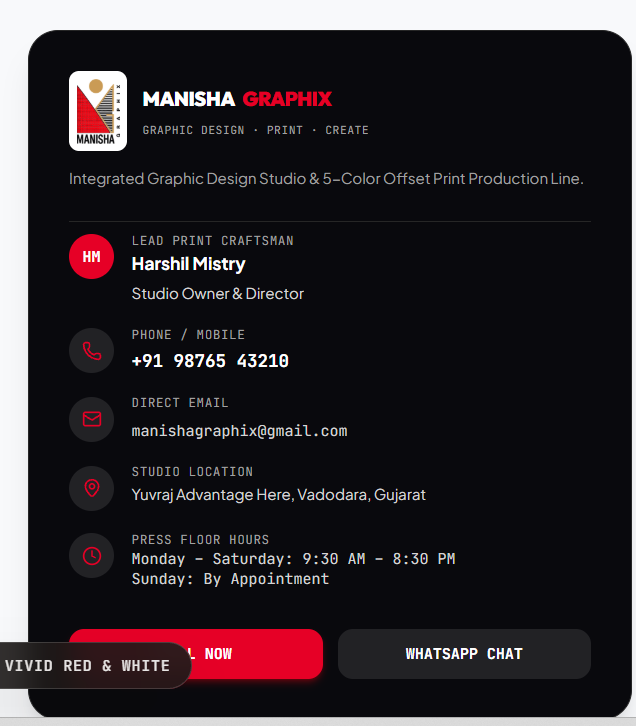 MANISHA GRAPHIX
MANISHA
GRAPHIX
GRAPHIC DESIGN · PRINT · CREATE
Integrated Graphic Design Studio & 5-Color Offset Print Production Line.
HM
LEAD PRINT CRAFTSMAN
Harshil Mistry
Studio Owner & Director
PHONE / MOBILE
+91 98765 43210
DIRECT EMAIL
manishagraphix@gmail.com
STUDIO LOCATION
Yuvraj Advantage Here, Vadodara, Gujarat
PRESS FLOOR HOURS
Monday – Saturday: 9:30 AM – 8:30 PM
Sunday: By Appointment
VIVID RED & WHITE
L NOW
WHATSAPP CHAT